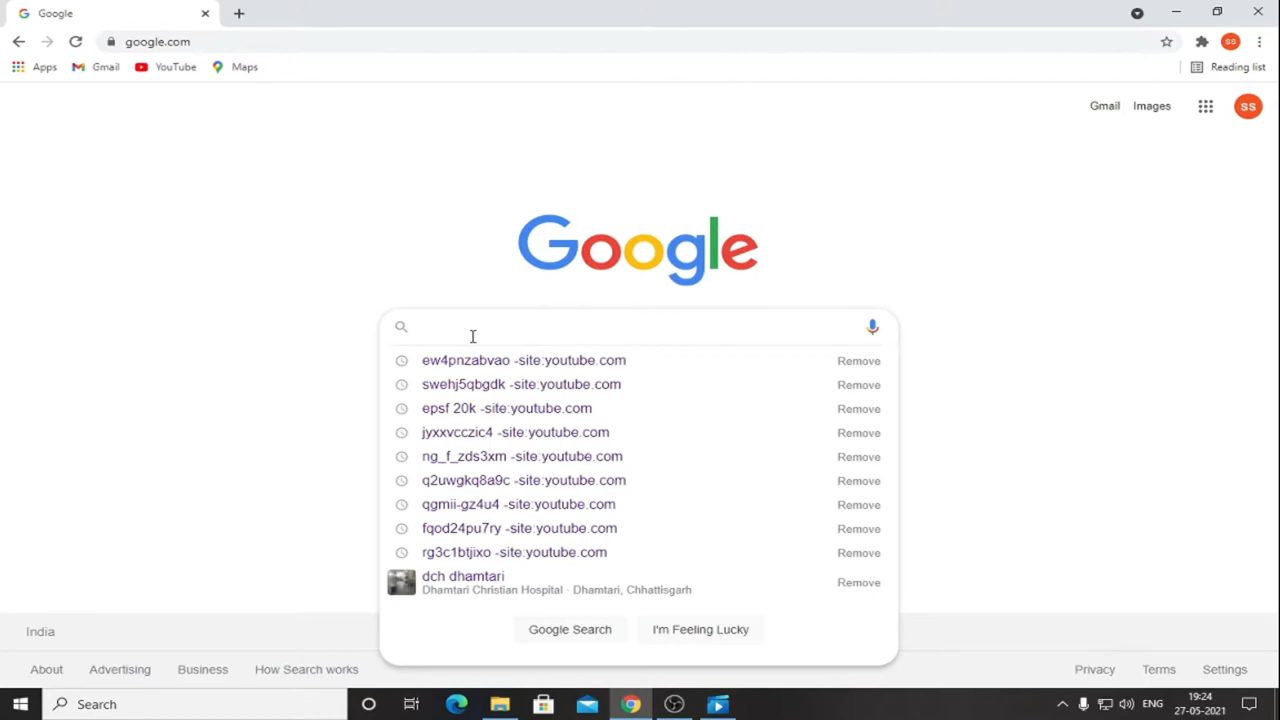 Google
google.com
Apps Gmail YouTube Maps Reading list
Gmail Images SS
SS
Google
ew4pnzabvao -site:youtube.com Remove
swehj5qbgdk -site:youtube.com Remove
epsf 20k -site:youtube.com Remove
jyxxvcczic4 -site:youtube.com Remove
ng_f_zds3xm -site:youtube.com Remove
q2uwgkq8a9c -site:youtube.com Remove
qgmii-gz4u4 -site:youtube.com Remove
fqod24pu7ry -site:youtube.com Remove
rg3c1btjixo -site:youtube.com Remove
dch dhamtari
Dhamtari Christian Hospital · Dhamtari, Chhattisgarh Remove
Google Search I'm Feeling Lucky
India
About Advertising Business How Search works Privacy Terms Settings
Search ENG 19:24
27-05-2021